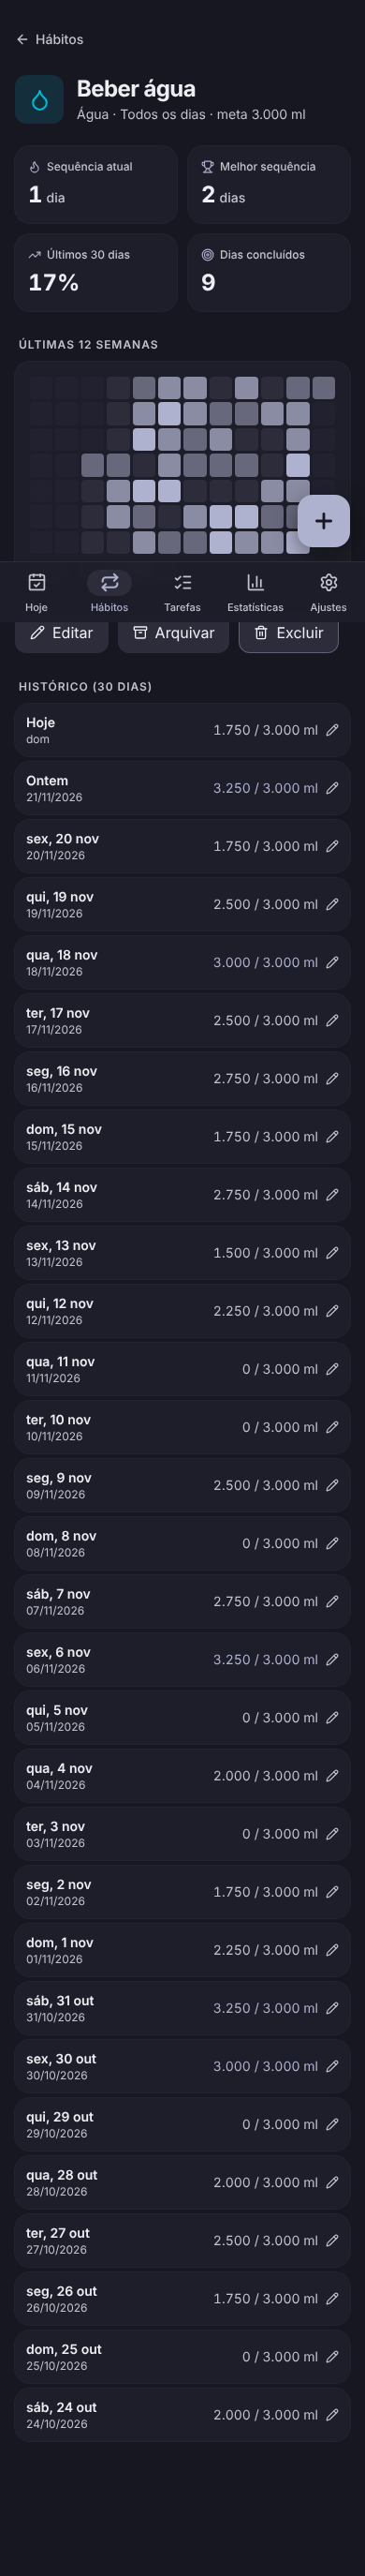 Hábitos
Beber água
Água · Todos os dias · meta 3.000 ml
Sequência atual
1 dia
Melhor sequência
2 dias
Últimos 30 dias
17%
Dias concluídos
9
ÚLTIMAS 12 SEMANAS
Hoje
Hábitos
Tarefas
Estatísticas
Ajustes
Editar
Arquivar
Excluir
HISTÓRICO (30 DIAS)
Hoje
dom
1.750 / 3.000 ml
Ontem
21/11/2026
3.250 / 3.000 ml
sex, 20 nov
20/11/2026
1.750 / 3.000 ml
qui, 19 nov
19/11/2026
2.500 / 3.000 ml
qua, 18 nov
18/11/2026
3.000 / 3.000 ml
ter, 17 nov
17/11/2026
2.500 / 3.000 ml
seg, 16 nov
16/11/2026
2.750 / 3.000 ml
dom, 15 nov
15/11/2026
1.750 / 3.000 ml
sáb, 14 nov
14/11/2026
2.750 / 3.000 ml
sex, 13 nov
13/11/2026
1.500 / 3.000 ml
qui, 12 nov
12/11/2026
2.250 / 3.000 ml
qua, 11 nov
11/11/2026
0 / 3.000 ml
ter, 10 nov
10/11/2026
0 / 3.000 ml
seg, 9 nov
09/11/2026
2.500 / 3.000 ml
dom, 8 nov
08/11/2026
0 / 3.000 ml
sáb, 7 nov
07/11/2026
2.750 / 3.000 ml
sex, 6 nov
06/11/2026
3.250 / 3.000 ml
qui, 5 nov
05/11/2026
0 / 3.000 ml
qua, 4 nov
04/11/2026
2.000 / 3.000 ml
ter, 3 nov
03/11/2026
0 / 3.000 ml
seg, 2 nov
02/11/2026
1.750 / 3.000 ml
dom, 1 nov
01/11/2026
2.250 / 3.000 ml
sáb, 31 out
31/10/2026
3.250 / 3.000 ml
sex, 30 out
30/10/2026
3.000 / 3.000 ml
qui, 29 out
29/10/2026
0 / 3.000 ml
qua, 28 out
28/10/2026
2.000 / 3.000 ml
ter, 27 out
27/10/2026
2.500 / 3.000 ml
seg, 26 out
26/10/2026
1.750 / 3.000 ml
dom, 25 out
25/10/2026
0 / 3.000 ml
sáb, 24 out
24/10/2026
2.000 / 3.000 ml